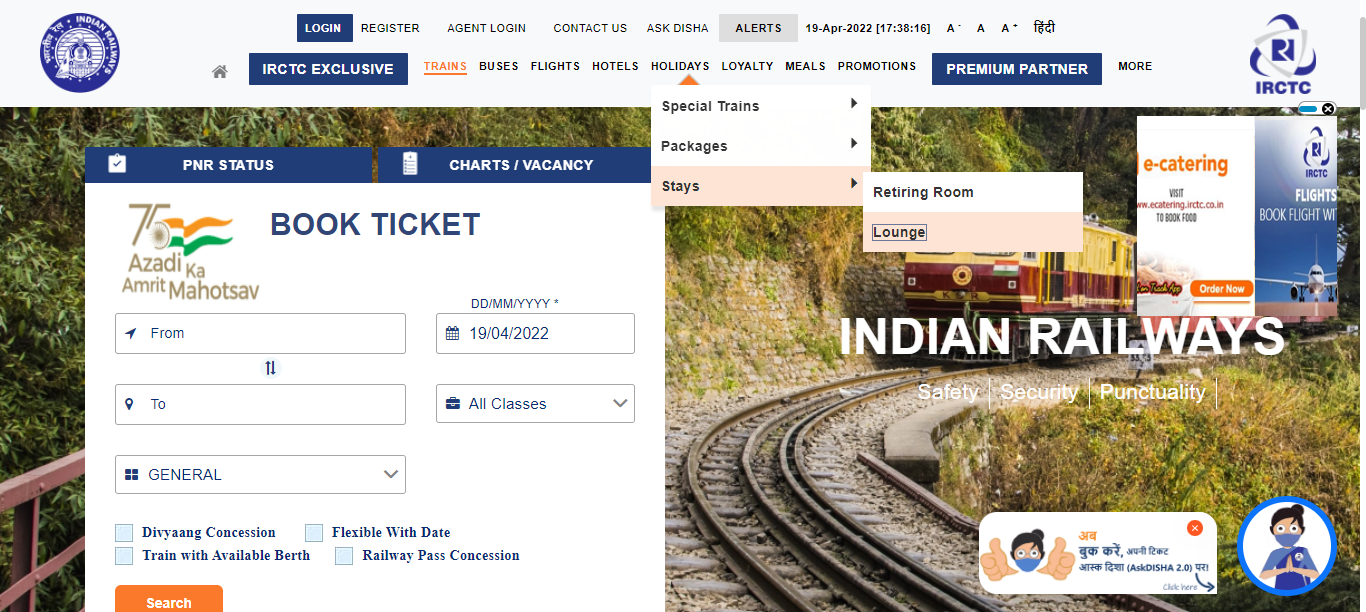 LOGIN REGISTER AGENT LOGIN CONTACT US ASK DISHA ALERTS 19-Apr-2022 [17:38:16] A- A A+ हिंदी
INDIAN RAILWAYS
भारतीय रेल
IRCTC EXCLUSIVE TRAINS BUSES FLIGHTS HOTELS HOLIDAYS LOYALTY MEALS PROMOTIONS PREMIUM PARTNER MORE
IRCTC
Special Trains
Packages
Stays
Retiring Room
Lounge
PNR STATUS
CHARTS / VACANCY
75
Azadi Ka
Amrit Mahotsav
BOOK TICKET
DD/MM/YYYY *
From
19/04/2022
To
All Classes
GENERAL
Divyaang Concession
Flexible With Date
Train with Available Berth
Railway Pass Concession
Search
e-catering
VISIT
ww.ecatering.irctc.co.in
TO BOOK FOOD
Order Now
IRCTC
FLIGHTS
BOOK FLIGHT WI
INDIAN RAILWAYS
Safety Security Punctuality
अब
बुक करें, अपनी टिकट
आस्क दिशा (AskDISHA 2.0) पर!
Click here